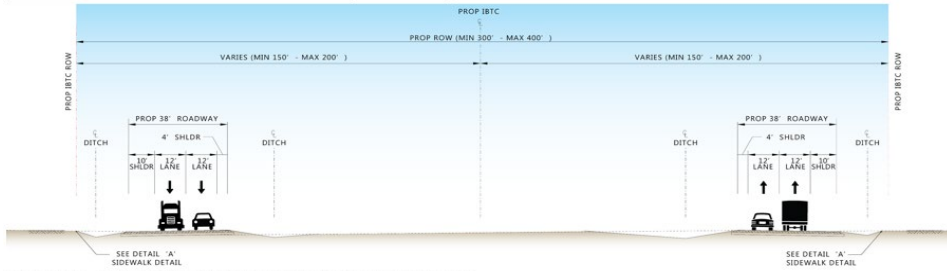 PROP IBTC
℄
PROP ROW (MIN 300' - MAX 400' )
VARIES (MIN 150' - MAX 200' )
VARIES (MIN 150' - MAX 200' )
PROP IBTC ROW
PROP IBTC ROW
PROP 38' ROADWAY
4' SHLDR
℄
DITCH
℄
DITCH
10'
SHLDR
12'
LANE
12'
LANE
PROP 38' ROADWAY
4' SHLDR
℄
DITCH
℄
DITCH
12'
LANE
12'
LANE
10'
SHLDR
SEE DETAIL 'A'
SIDEWALK DETAIL
SEE DETAIL 'A'
SIDEWALK DETAIL